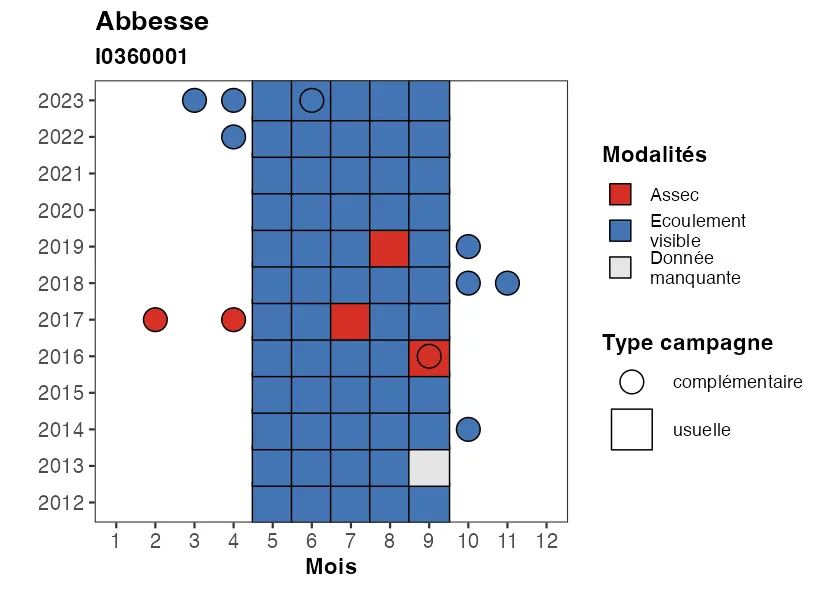 Abbesse
I0360001
2023
2022
2021
2020
2019
2018
2017
2016
2015
2014
2013
2012
1 2 3 4 5 6 7 8 9 10 11 12
Mois
Modalités
Assec
Ecoulement
visible
Donnée
manquante
Type campagne
complémentaire
usuelle